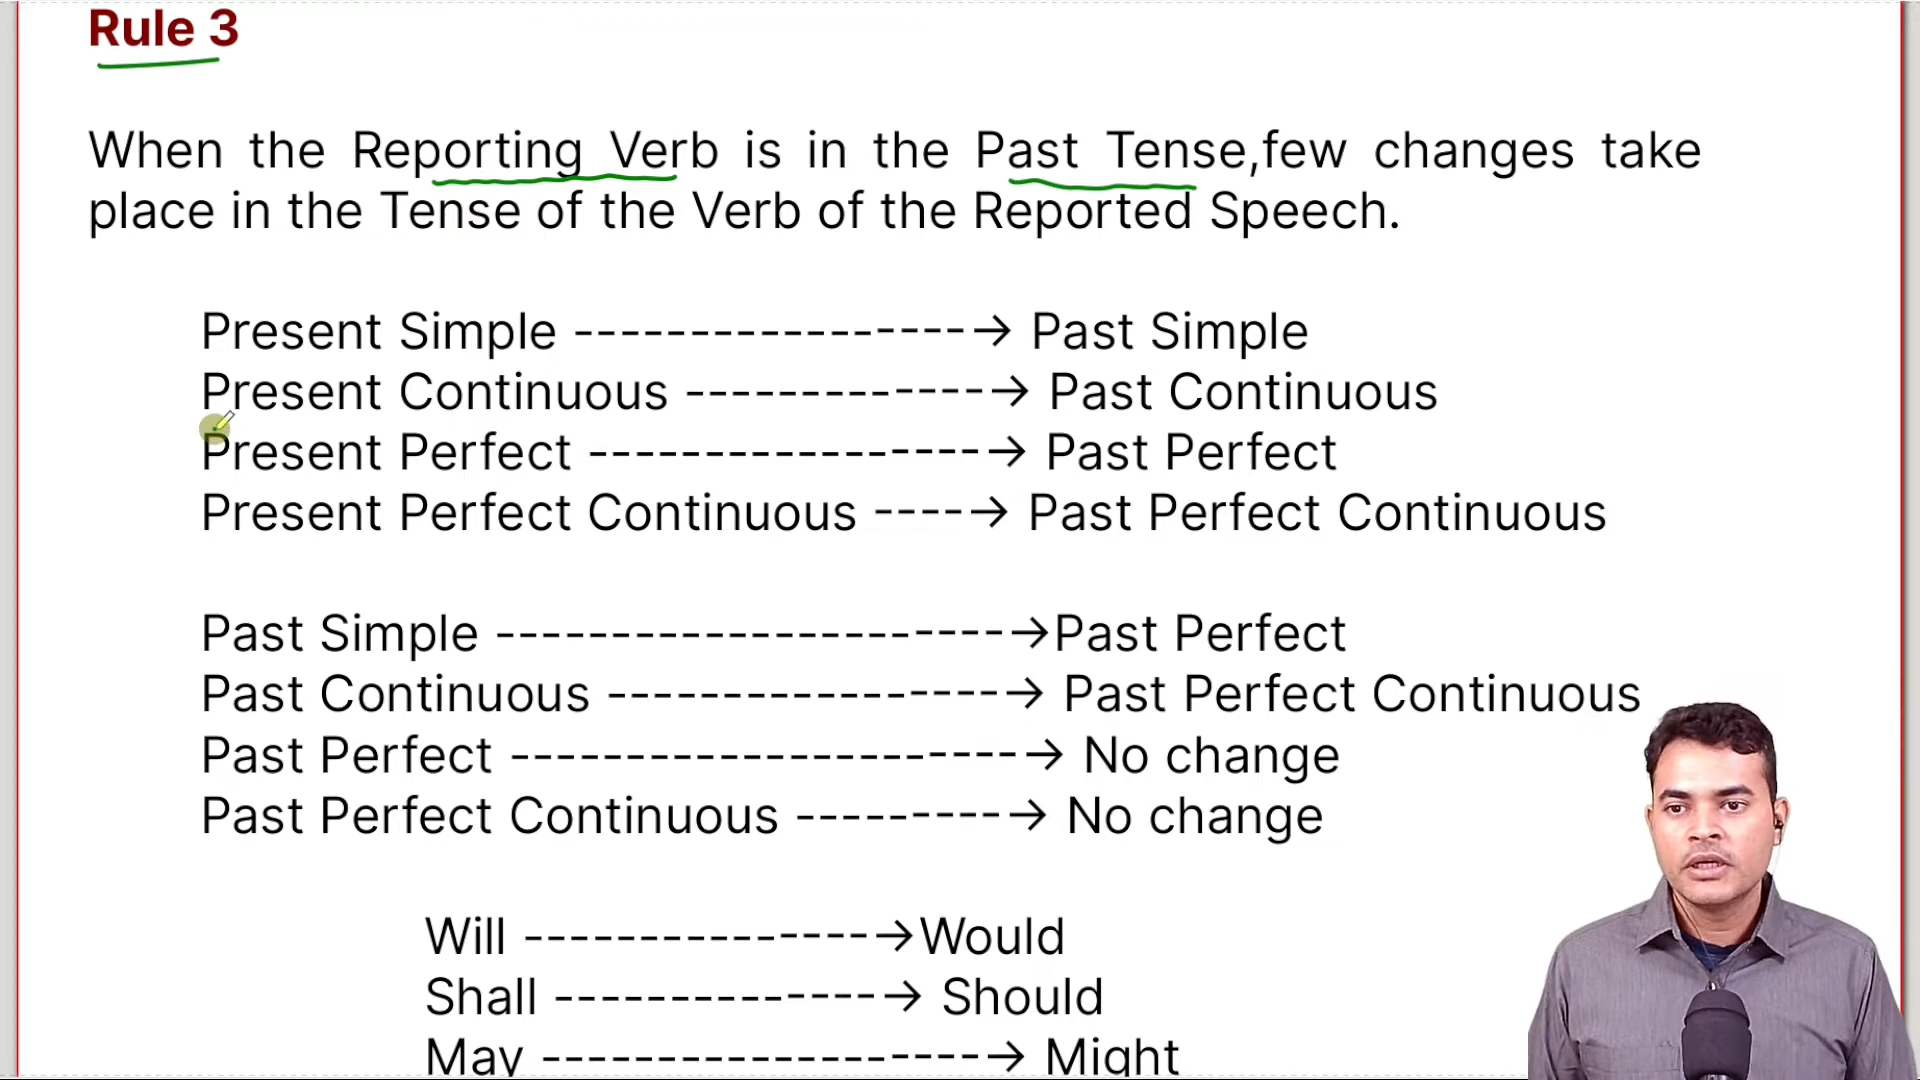 Rule 3
When the Reporting Verb is in the Past Tense,few changes take
place in the Tense of the Verb of the Reported Speech.
Present Simple -----------------→ Past Simple
Present Continuous -------------→ Past Continuous
Present Perfect -----------------→ Past Perfect
Present Perfect Continuous ----→ Past Perfect Continuous
Past Simple ---------------------→Past Perfect
Past Continuous -----------------→ Past Perfect Continuous
Past Perfect ---------------------→ No change
Past Perfect Continuous ---------→ No change
Will ---------------→Would
Shall -------------→ Should
May -----------------→ Might